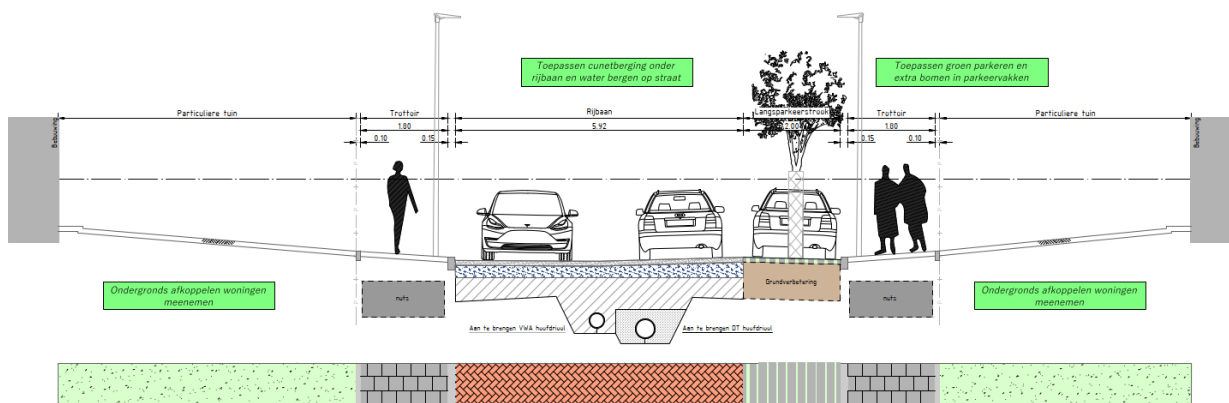 Toepassen cunetberging onder
rijbaan en water bergen op straat
Toepassen groen parkeren en
extra bomen in parkeervakken
Particuliere tuin
Trottoir
Rijbaan
Langsparkeerstrook
Trottoir
Particuliere tuin
1.80
5.92
2.00
1.80
0.10
0.15
0.15
0.10
Bebouwing
Bebouwing
Ondergronds afkoppelen woningen
meenemen
nuts
Grondverbetering
nuts
Ondergronds afkoppelen woningen
meenemen
Aan te brengen VWA hoofdriool
Aan te brengen DT hoofdriool